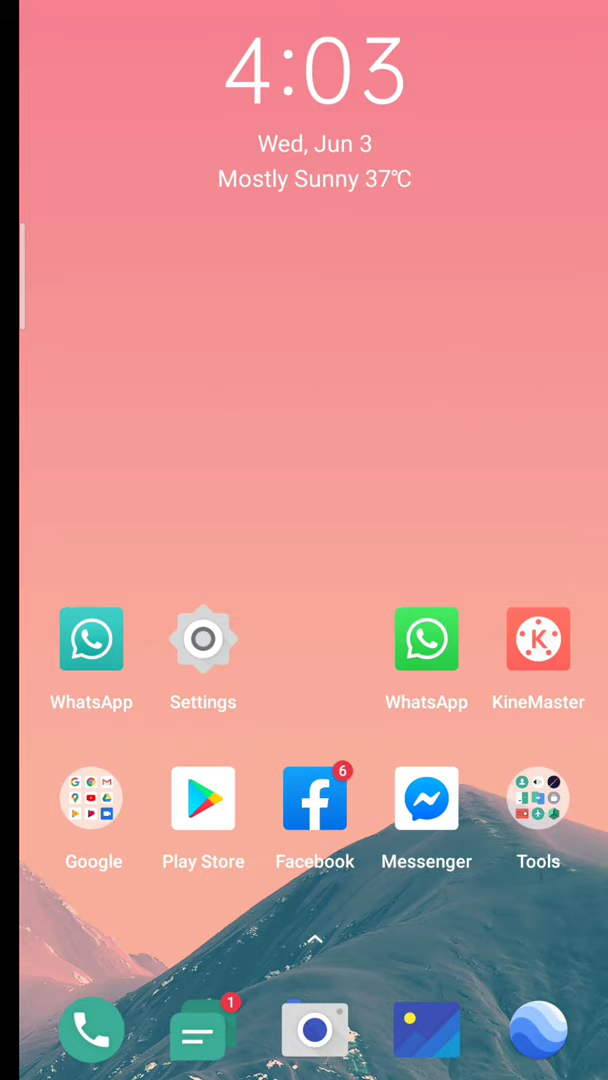 4:03
Wed, Jun 3
Mostly Sunny 37℃
WhatsApp
Settings
WhatsApp
KineMaster
K
6
Google
Play Store
Facebook
Messenger
Tools
1